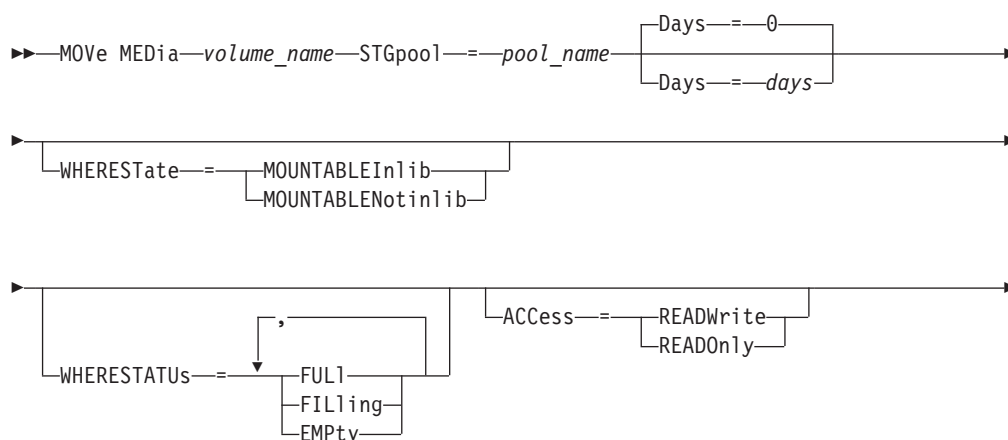 Days = 0
MOVe MEDia volume_name STGpool = pool_name
Days = days
WHERESTate = MOUNTABLEInlib
MOUNTABLENotinlib
,
WHERESTATUs = FULl
FILling
EMPty
ACCess = READWrite
READOnly